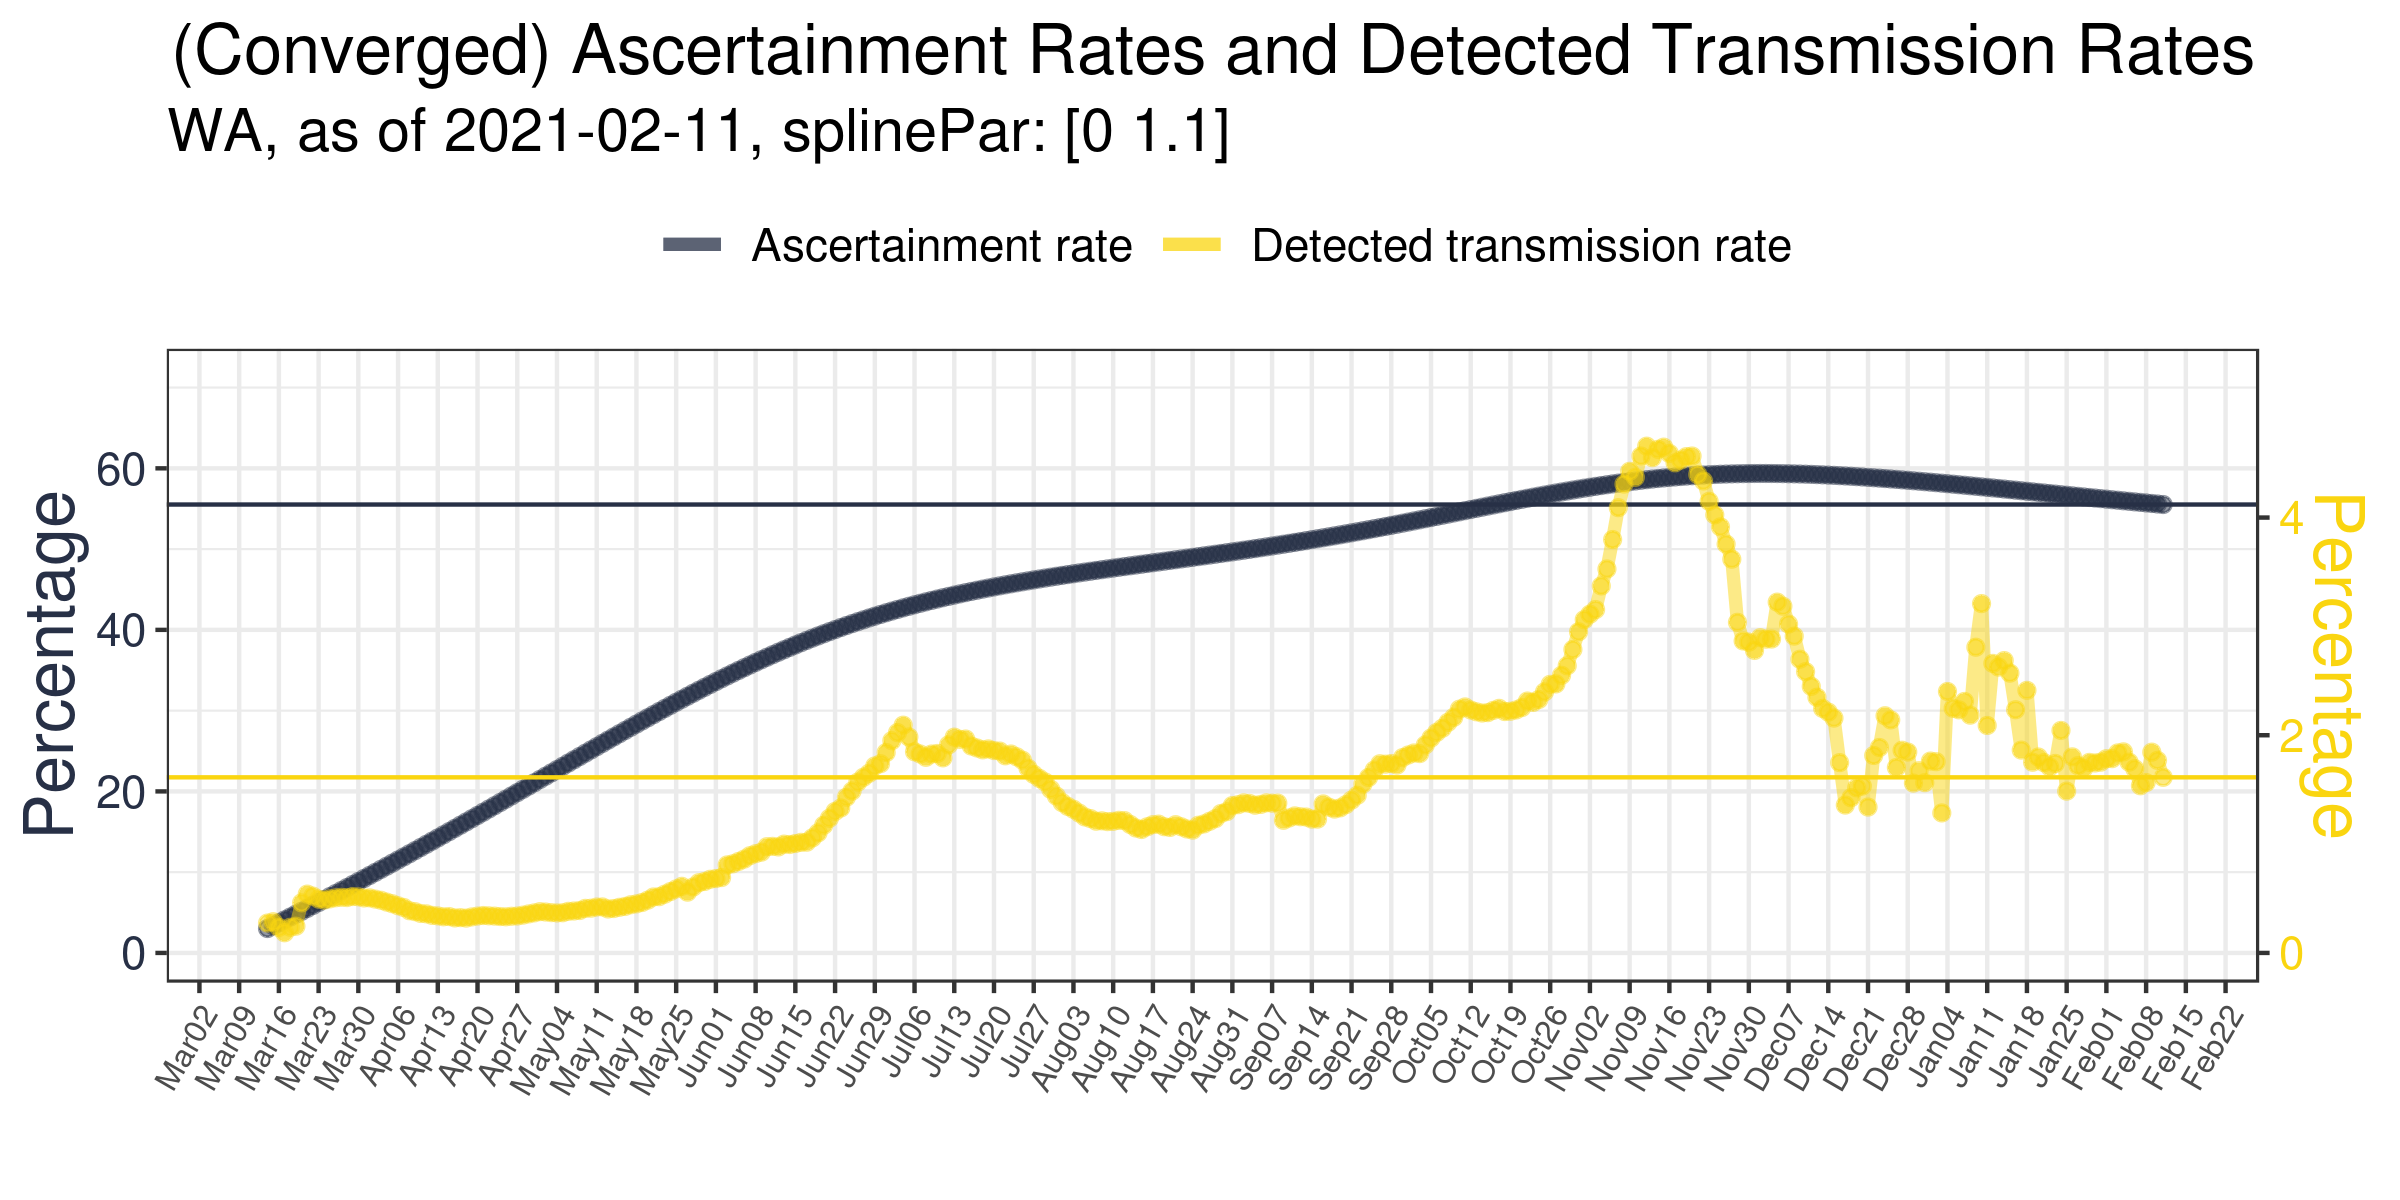 (Converged) Ascertainment Rates and Detected Transmission Rates
WA, as of 2021-02-11, splinePar: [0 1.1]
Ascertainment rate Detected transmission rate
Percentage
60
40
20
0
4
2
0
Percentage
Mar02 Mar09 Mar16 Mar23 Mar30 Apr06 Apr13 Apr20 Apr27 May04 May11 May18 May25 Jun01 Jun08 Jun15 Jun22 Jun29 Jul06 Jul13 Jul20 Jul27 Aug03 Aug10 Aug17 Aug24 Aug31 Sep07 Sep14 Sep21 Sep28 Oct05 Oct12 Oct19 Oct26 Nov02 Nov09 Nov16 Nov23 Nov30 Dec07 Dec14 Dec21 Dec28 Jan04 Jan11 Jan18 Jan25 Feb01 Feb08 Feb15 Feb22